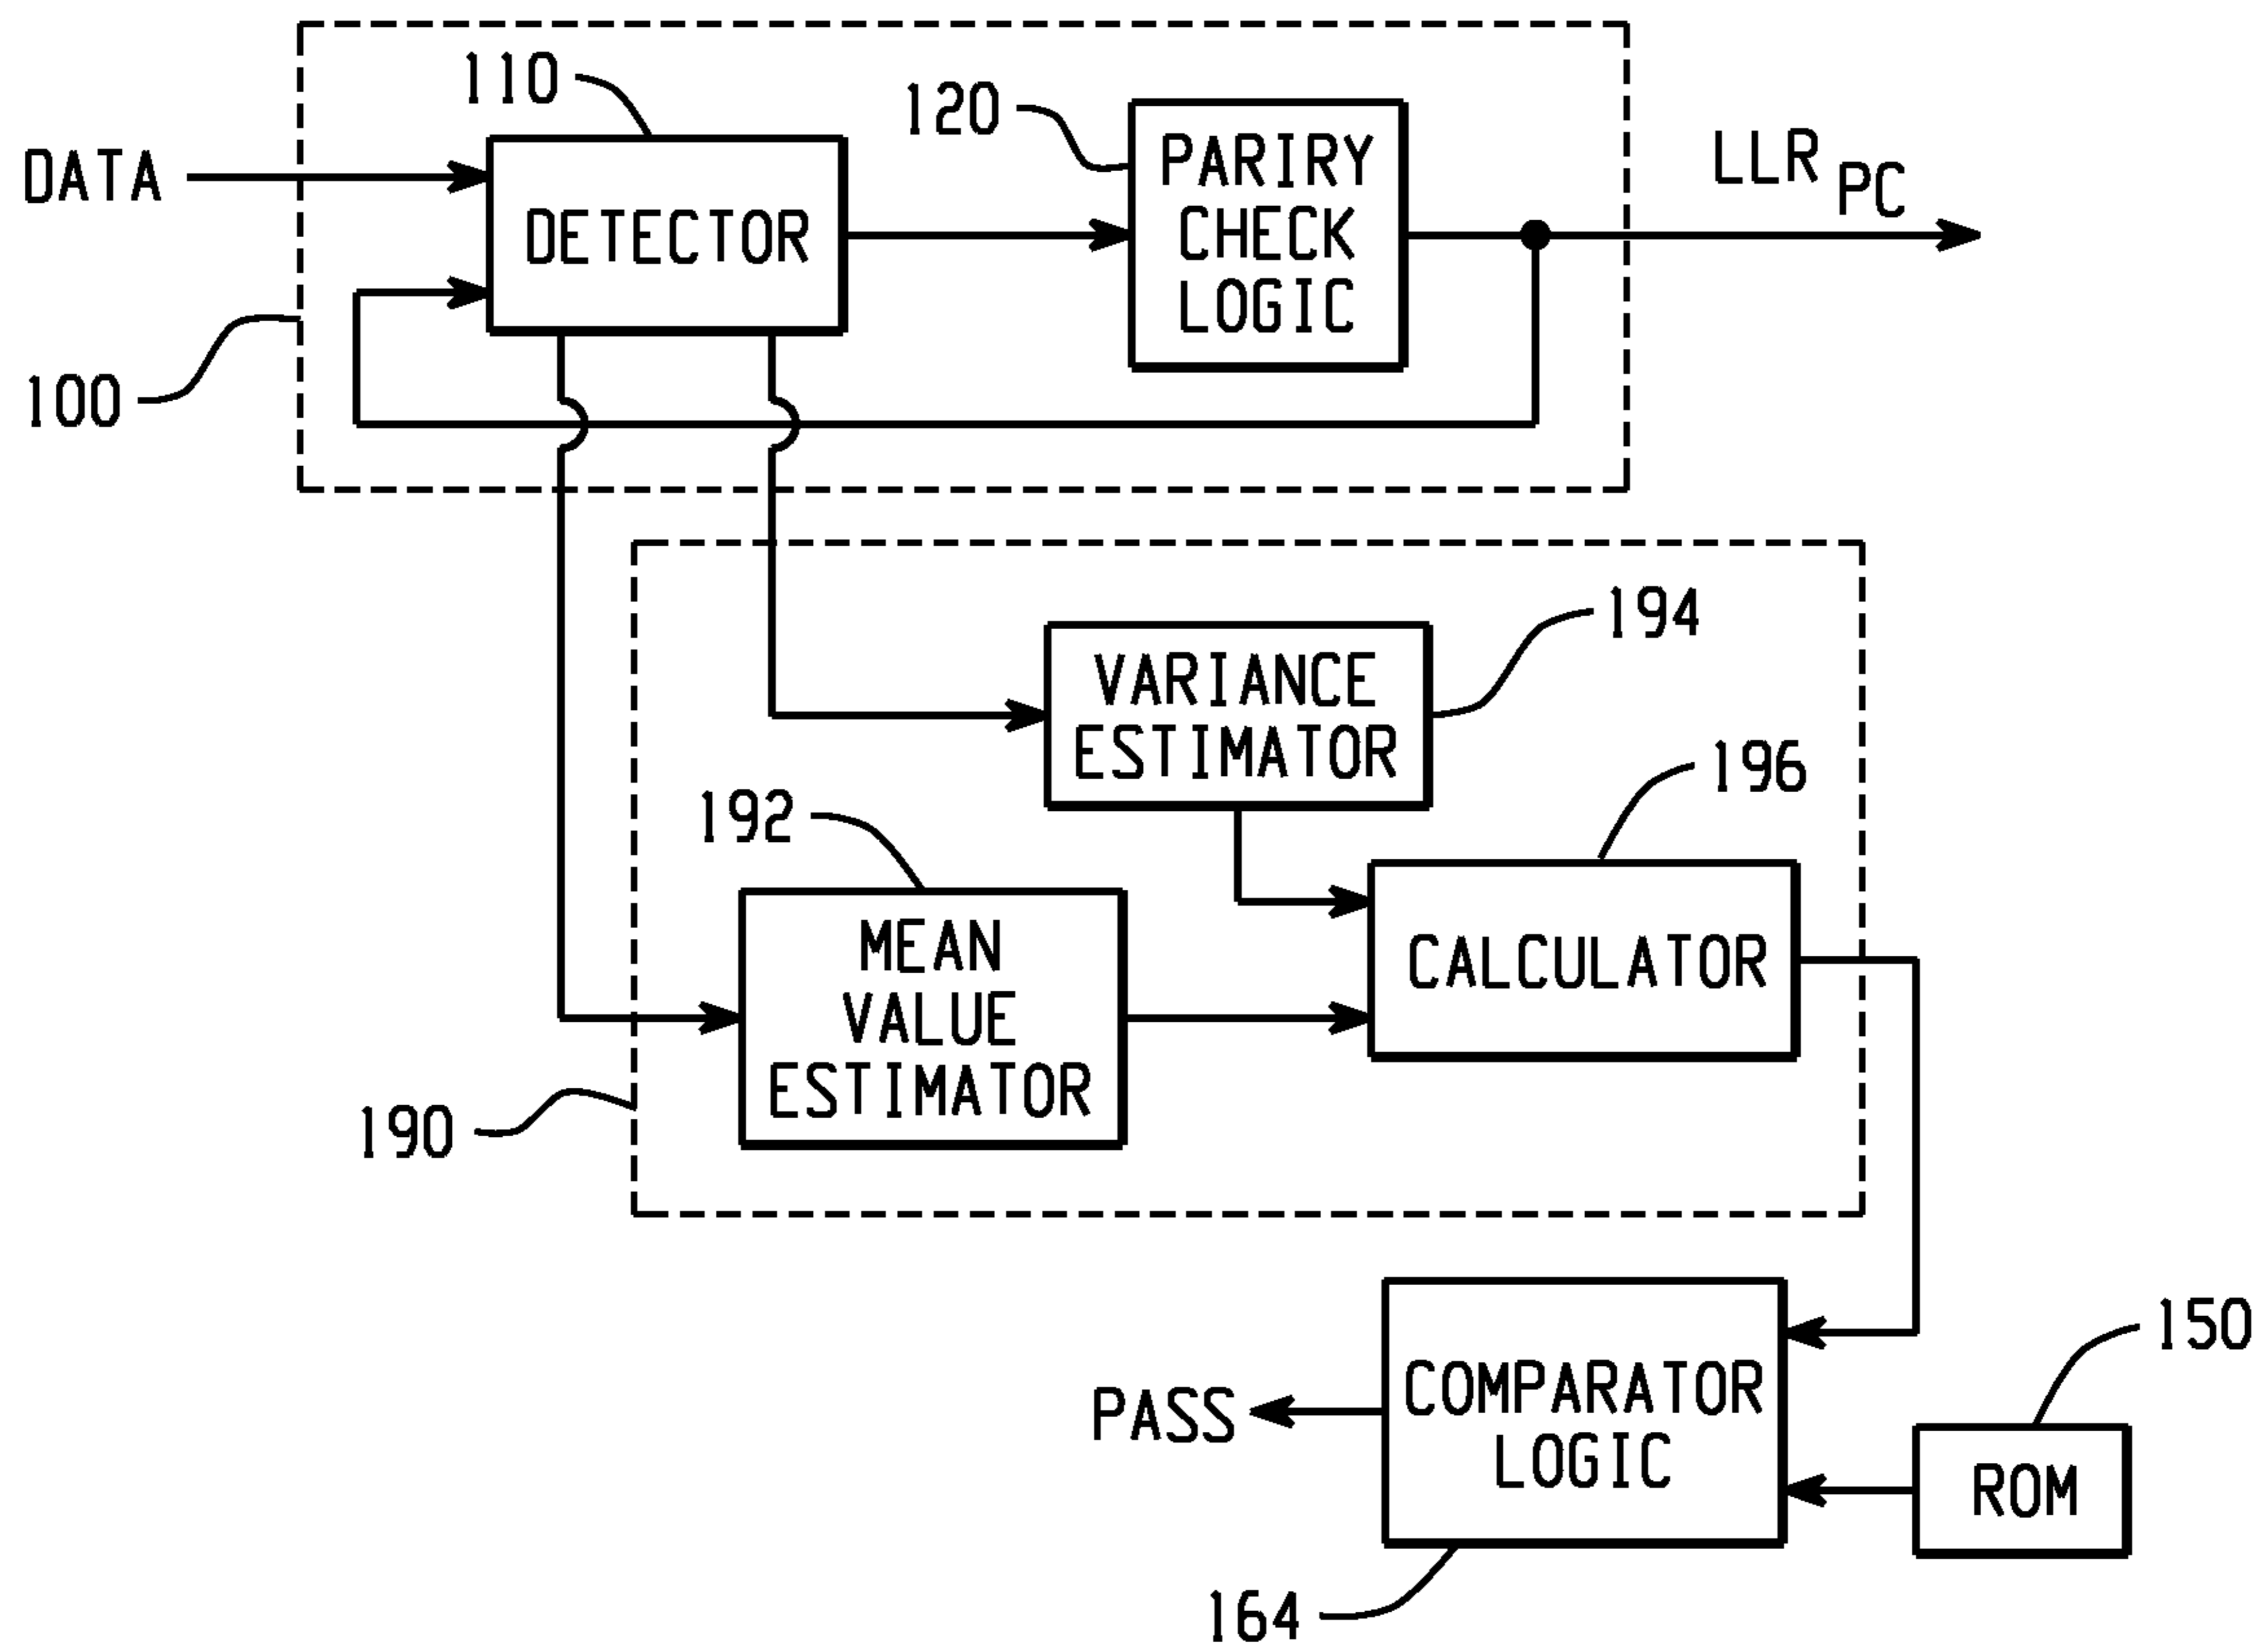 110
120
DATA
DETECTOR
PARIRY
CHECK
LOGIC
LLR PC
100
194
VARIANCE
ESTIMATOR
196
192
MEAN
VALUE
ESTIMATOR
CALCULATOR
190
150
COMPARATOR
LOGIC
PASS
ROM
164